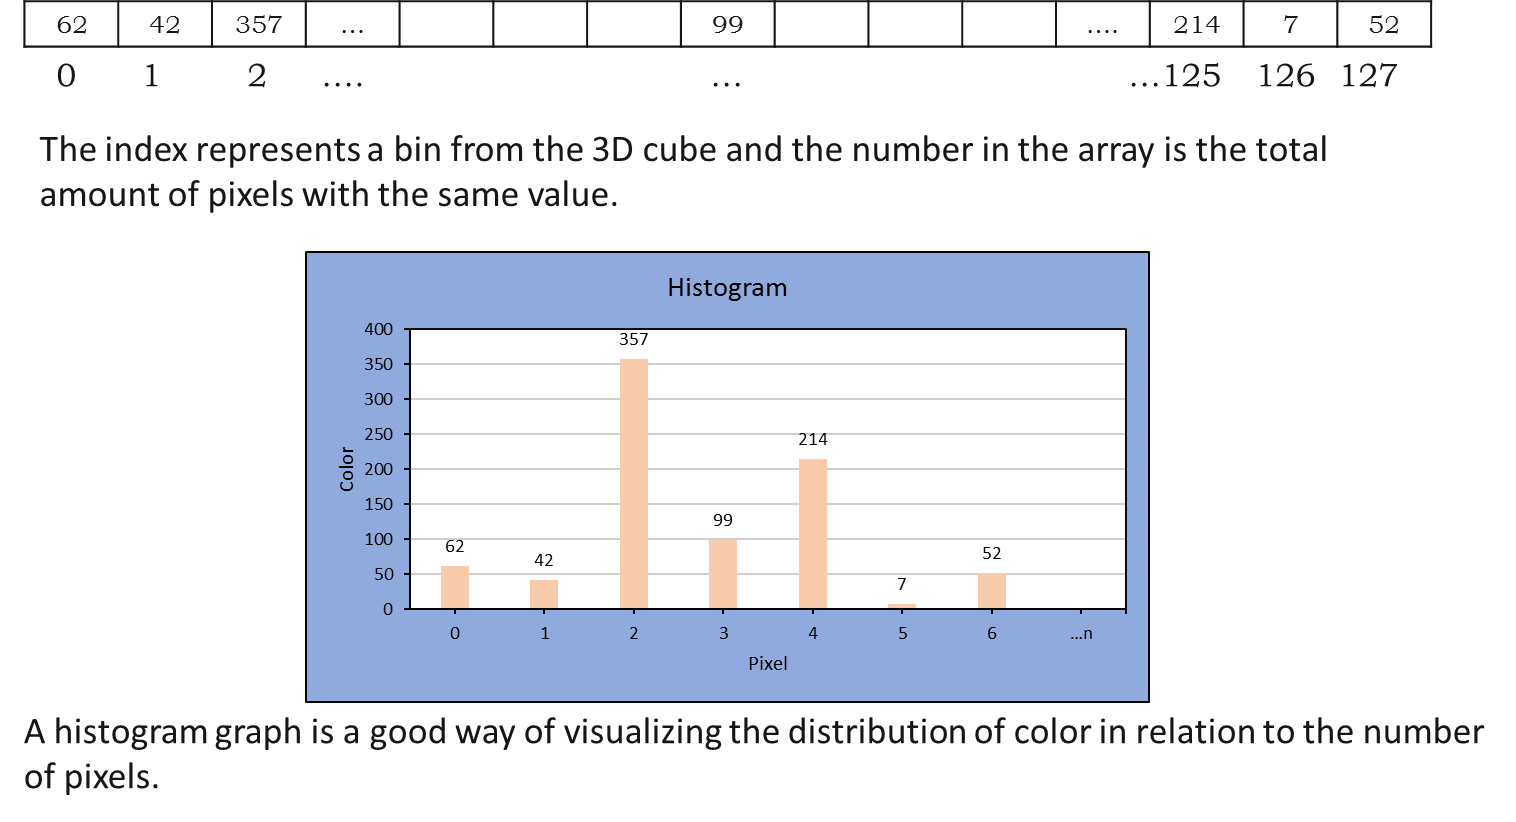 62 42 357 ... 99 .... 214 7 52
0 1 2 .... ... ...125 126 127
The index represents a bin from the 3D cube and the number in the array is the total
amount of pixels with the same value.
Histogram
400
350
300
250
200
150
100
50
0
Color
62
42
357
99
214
7
52
0 1 2 3 4 5 6 ...n
Pixel
A histogram graph is a good way of visualizing the distribution of color in relation to the number
of pixels.